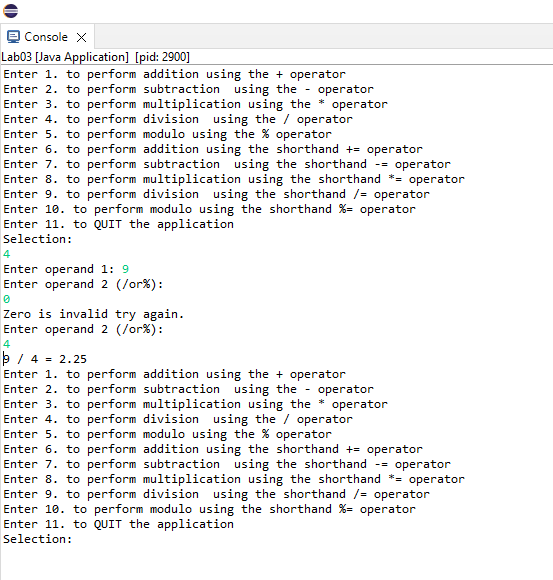 Console
Lab03 [Java Application] [pid: 2900]
Enter 1. to perform addition using the + operator
Enter 2. to perform subtraction  using the - operator
Enter 3. to perform multiplication using the * operator
Enter 4. to perform division  using the / operator
Enter 5. to perform modulo using the % operator
Enter 6. to perform addition using the shorthand += operator
Enter 7. to perform subtraction  using the shorthand -= operator
Enter 8. to perform multiplication using the shorthand *= operator
Enter 9. to perform division  using the shorthand /= operator
Enter 10. to perform modulo using the shorthand %= operator
Enter 11. to QUIT the application
Selection:
4
Enter operand 1: 9
Enter operand 2 (/or%):
0
Zero is invalid try again.
Enter operand 2 (/or%):
4
9 / 4 = 2.25
Enter 1. to perform addition using the + operator
Enter 2. to perform subtraction  using the - operator
Enter 3. to perform multiplication using the * operator
Enter 4. to perform division  using the / operator
Enter 5. to perform modulo using the % operator
Enter 6. to perform addition using the shorthand += operator
Enter 7. to perform subtraction  using the shorthand -= operator
Enter 8. to perform multiplication using the shorthand *= operator
Enter 9. to perform division  using the shorthand /= operator
Enter 10. to perform modulo using the shorthand %= operator
Enter 11. to QUIT the application
Selection: